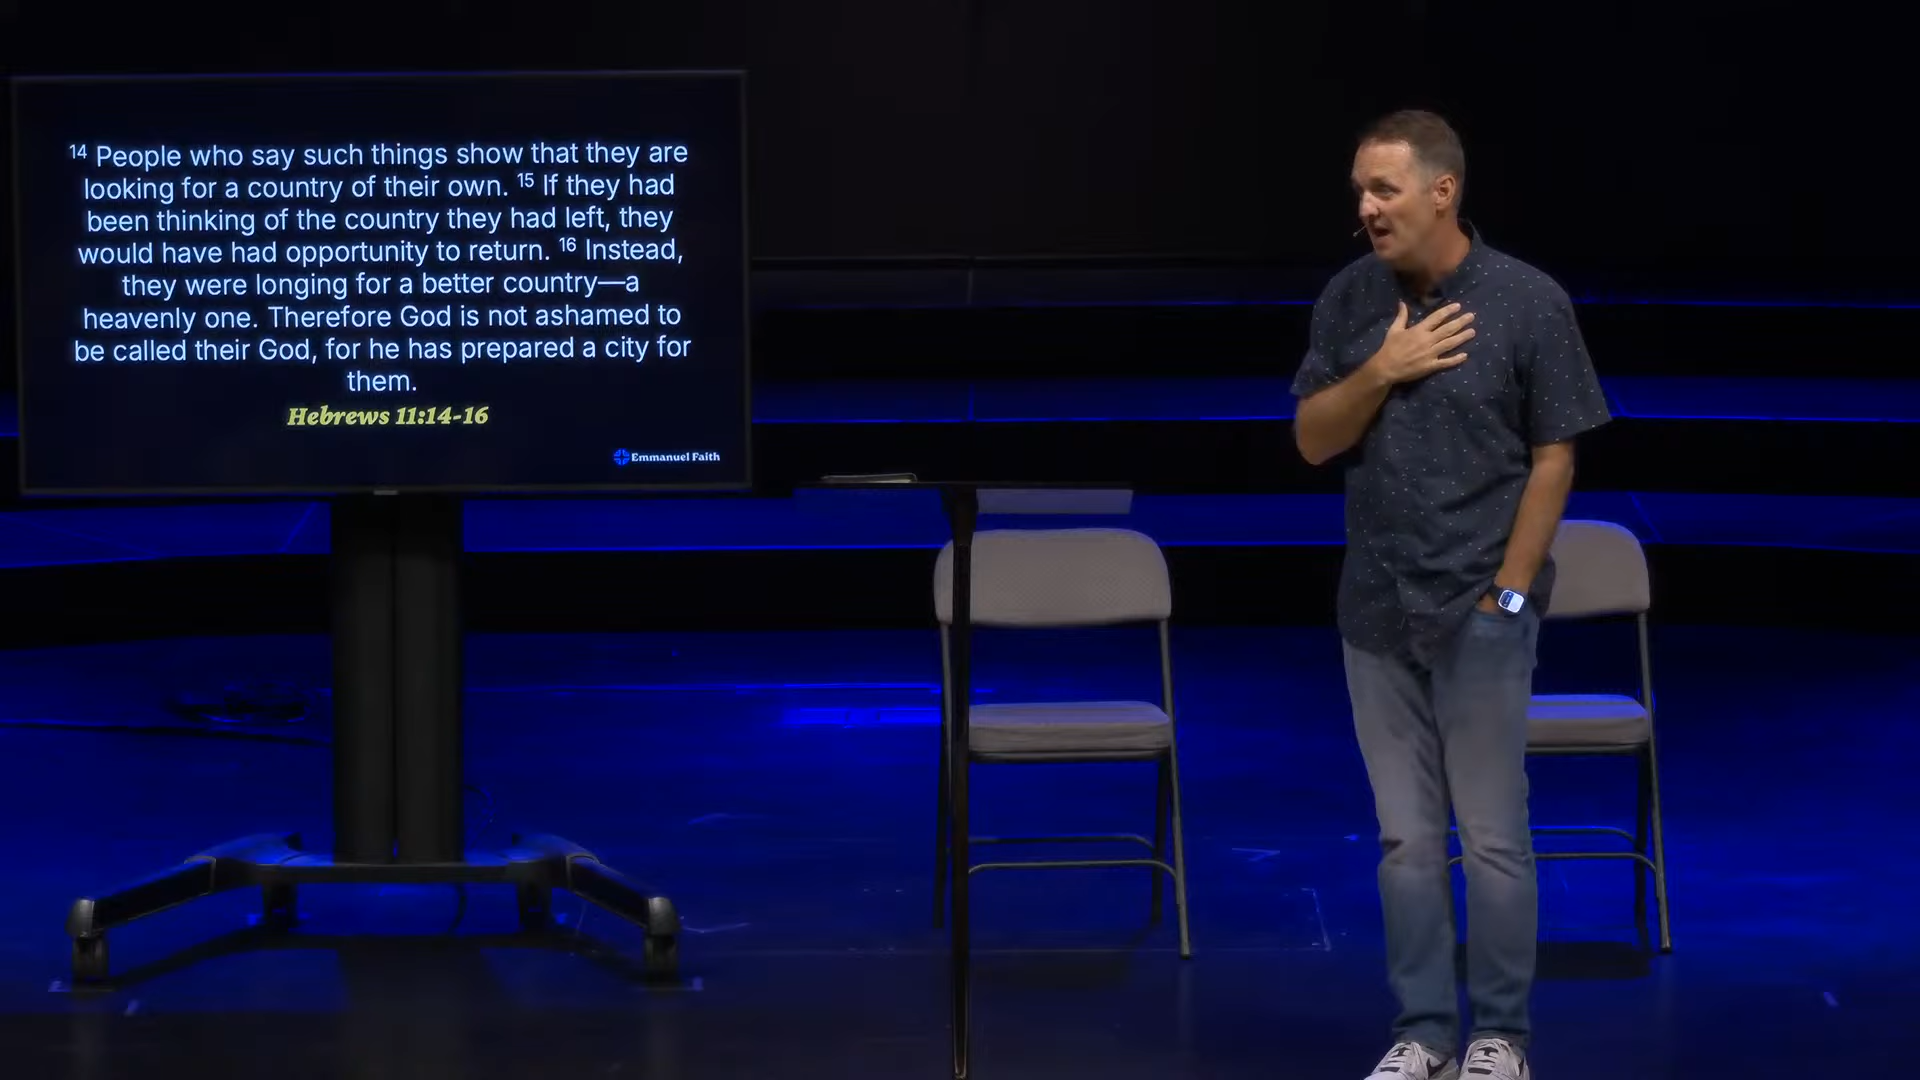 ¹⁴ People who say such things show that they are
looking for a country of their own. ¹⁵ If they had
been thinking of the country they had left, they
would have had opportunity to return. ¹⁶ Instead,
they were longing for a better country—a
heavenly one. Therefore God is not ashamed to
be called their God, for he has prepared a city for
them.
Hebrews 11:14-16
Emmanuel Faith